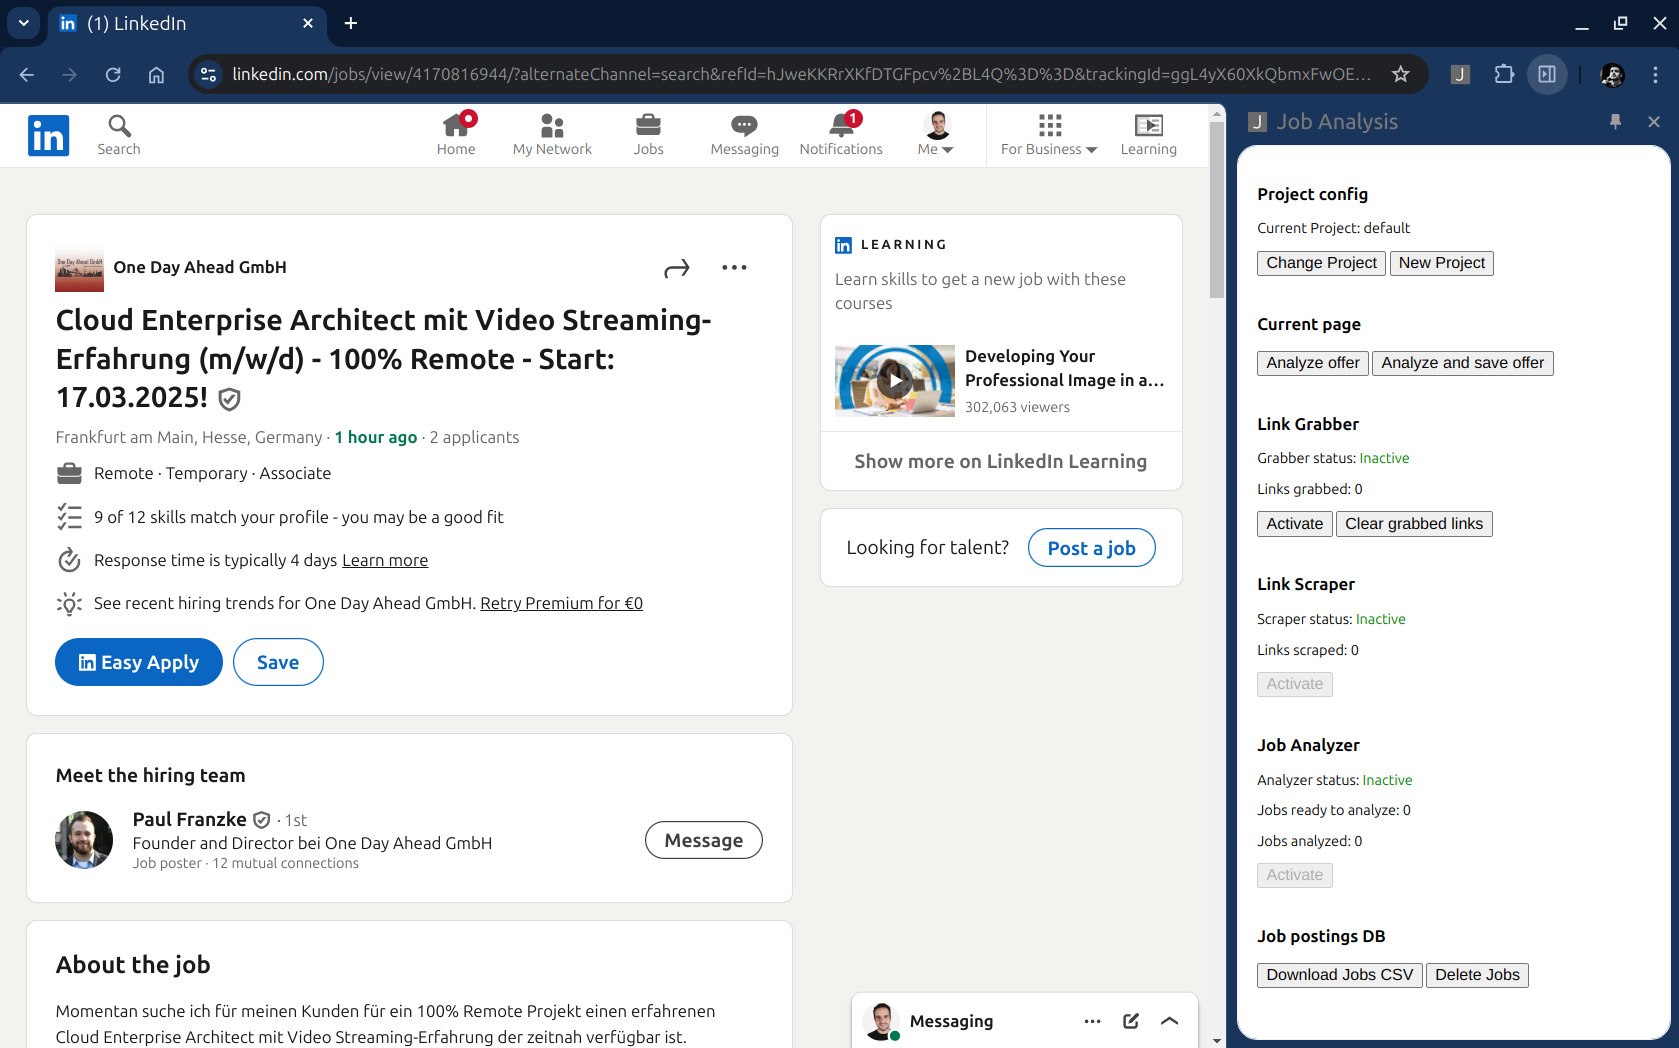 (1) LinkedIn
linkedin.com/jobs/view/4170816944/?alternateChannel=search&refId=hJweKKRrXKfDTGFpcv%2BL4Q%3D%3D&trackingId=ggL4yX60XkQbmxFwOE…
in
Search
Home
My Network
Jobs
Messaging
1
Notifications
Me
For Business
Learning
One Day Ahead GmbH
One Day Ahead GmbH
Cloud Enterprise Architect mit Video Streaming-
Erfahrung (m/w/d) - 100% Remote - Start:
17.03.2025!
Frankfurt am Main, Hesse, Germany · 1 hour ago · 2 applicants
Remote · Temporary · Associate
9 of 12 skills match your profile - you may be a good fit
Response time is typically 4 days Learn more
See recent hiring trends for One Day Ahead GmbH. Retry Premium for €0
in Easy Apply
Save
Meet the hiring team
Paul Franzke · 1st
Founder and Director bei One Day Ahead GmbH
Job poster · 12 mutual connections
Message
About the job
Momentan suche ich für meinen Kunden für ein 100% Remote Projekt einen erfahrenen
Cloud Enterprise Architect mit Video Streaming-Erfahrung der zeitnah verfügbar ist.
in LEARNING
Learn skills to get a new job with these
courses
Developing Your
Professional Image in a…
302,063 viewers
Show more on LinkedIn Learning
Looking for talent?
Post a job
Messaging
J Job Analysis
Project config
Current Project: default
Change Project
New Project
Current page
Analyze offer
Analyze and save offer
Link Grabber
Grabber status: Inactive
Links grabbed: 0
Activate
Clear grabbed links
Link Scraper
Scraper status: Inactive
Links scraped: 0
Activate
Job Analyzer
Analyzer status: Inactive
Jobs ready to analyze: 0
Jobs analyzed: 0
Activate
Job postings DB
Download Jobs CSV
Delete Jobs